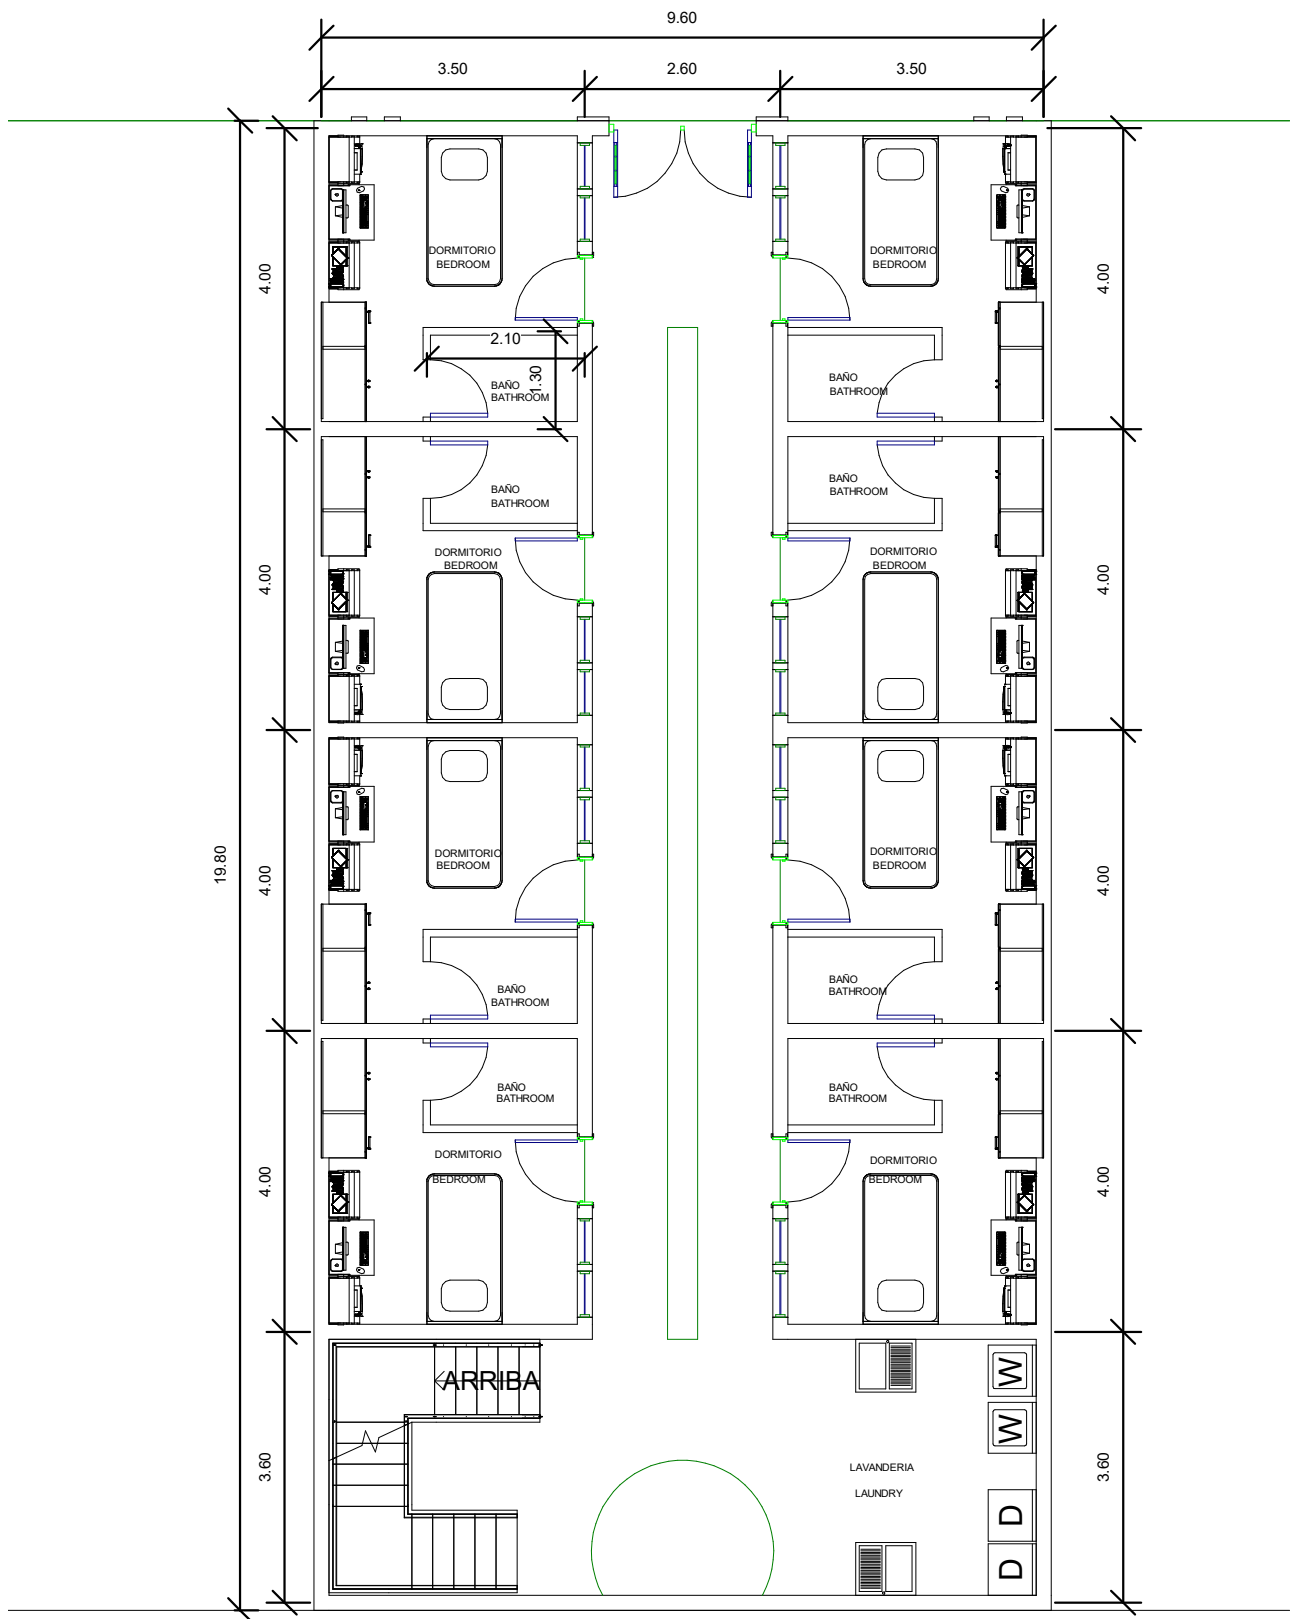 9.60
3.50
2.60
3.50
DORMITORIO
BEDROOM
DORMITORIO
BEDROOM
4.00
4.00
2.10
1.30
BAÑO
BATHROOM
BAÑO
BATHROOM
BAÑO
BATHROOM
BAÑO
BATHROOM
DORMITORIO
BEDROOM
DORMITORIO
BEDROOM
4.00
4.00
19.80
DORMITORIO
BEDROOM
DORMITORIO
BEDROOM
4.00
4.00
BAÑO
BATHROOM
BAÑO
BATHROOM
BAÑO
BATHROOM
BAÑO
BATHROOM
DORMITORIO
BEDROOM
DORMITORIO
BEDROOM
4.00
4.00
ARRIBA
W
W
3.60
LAVANDERIA
LAUNDRY
3.60
D
D